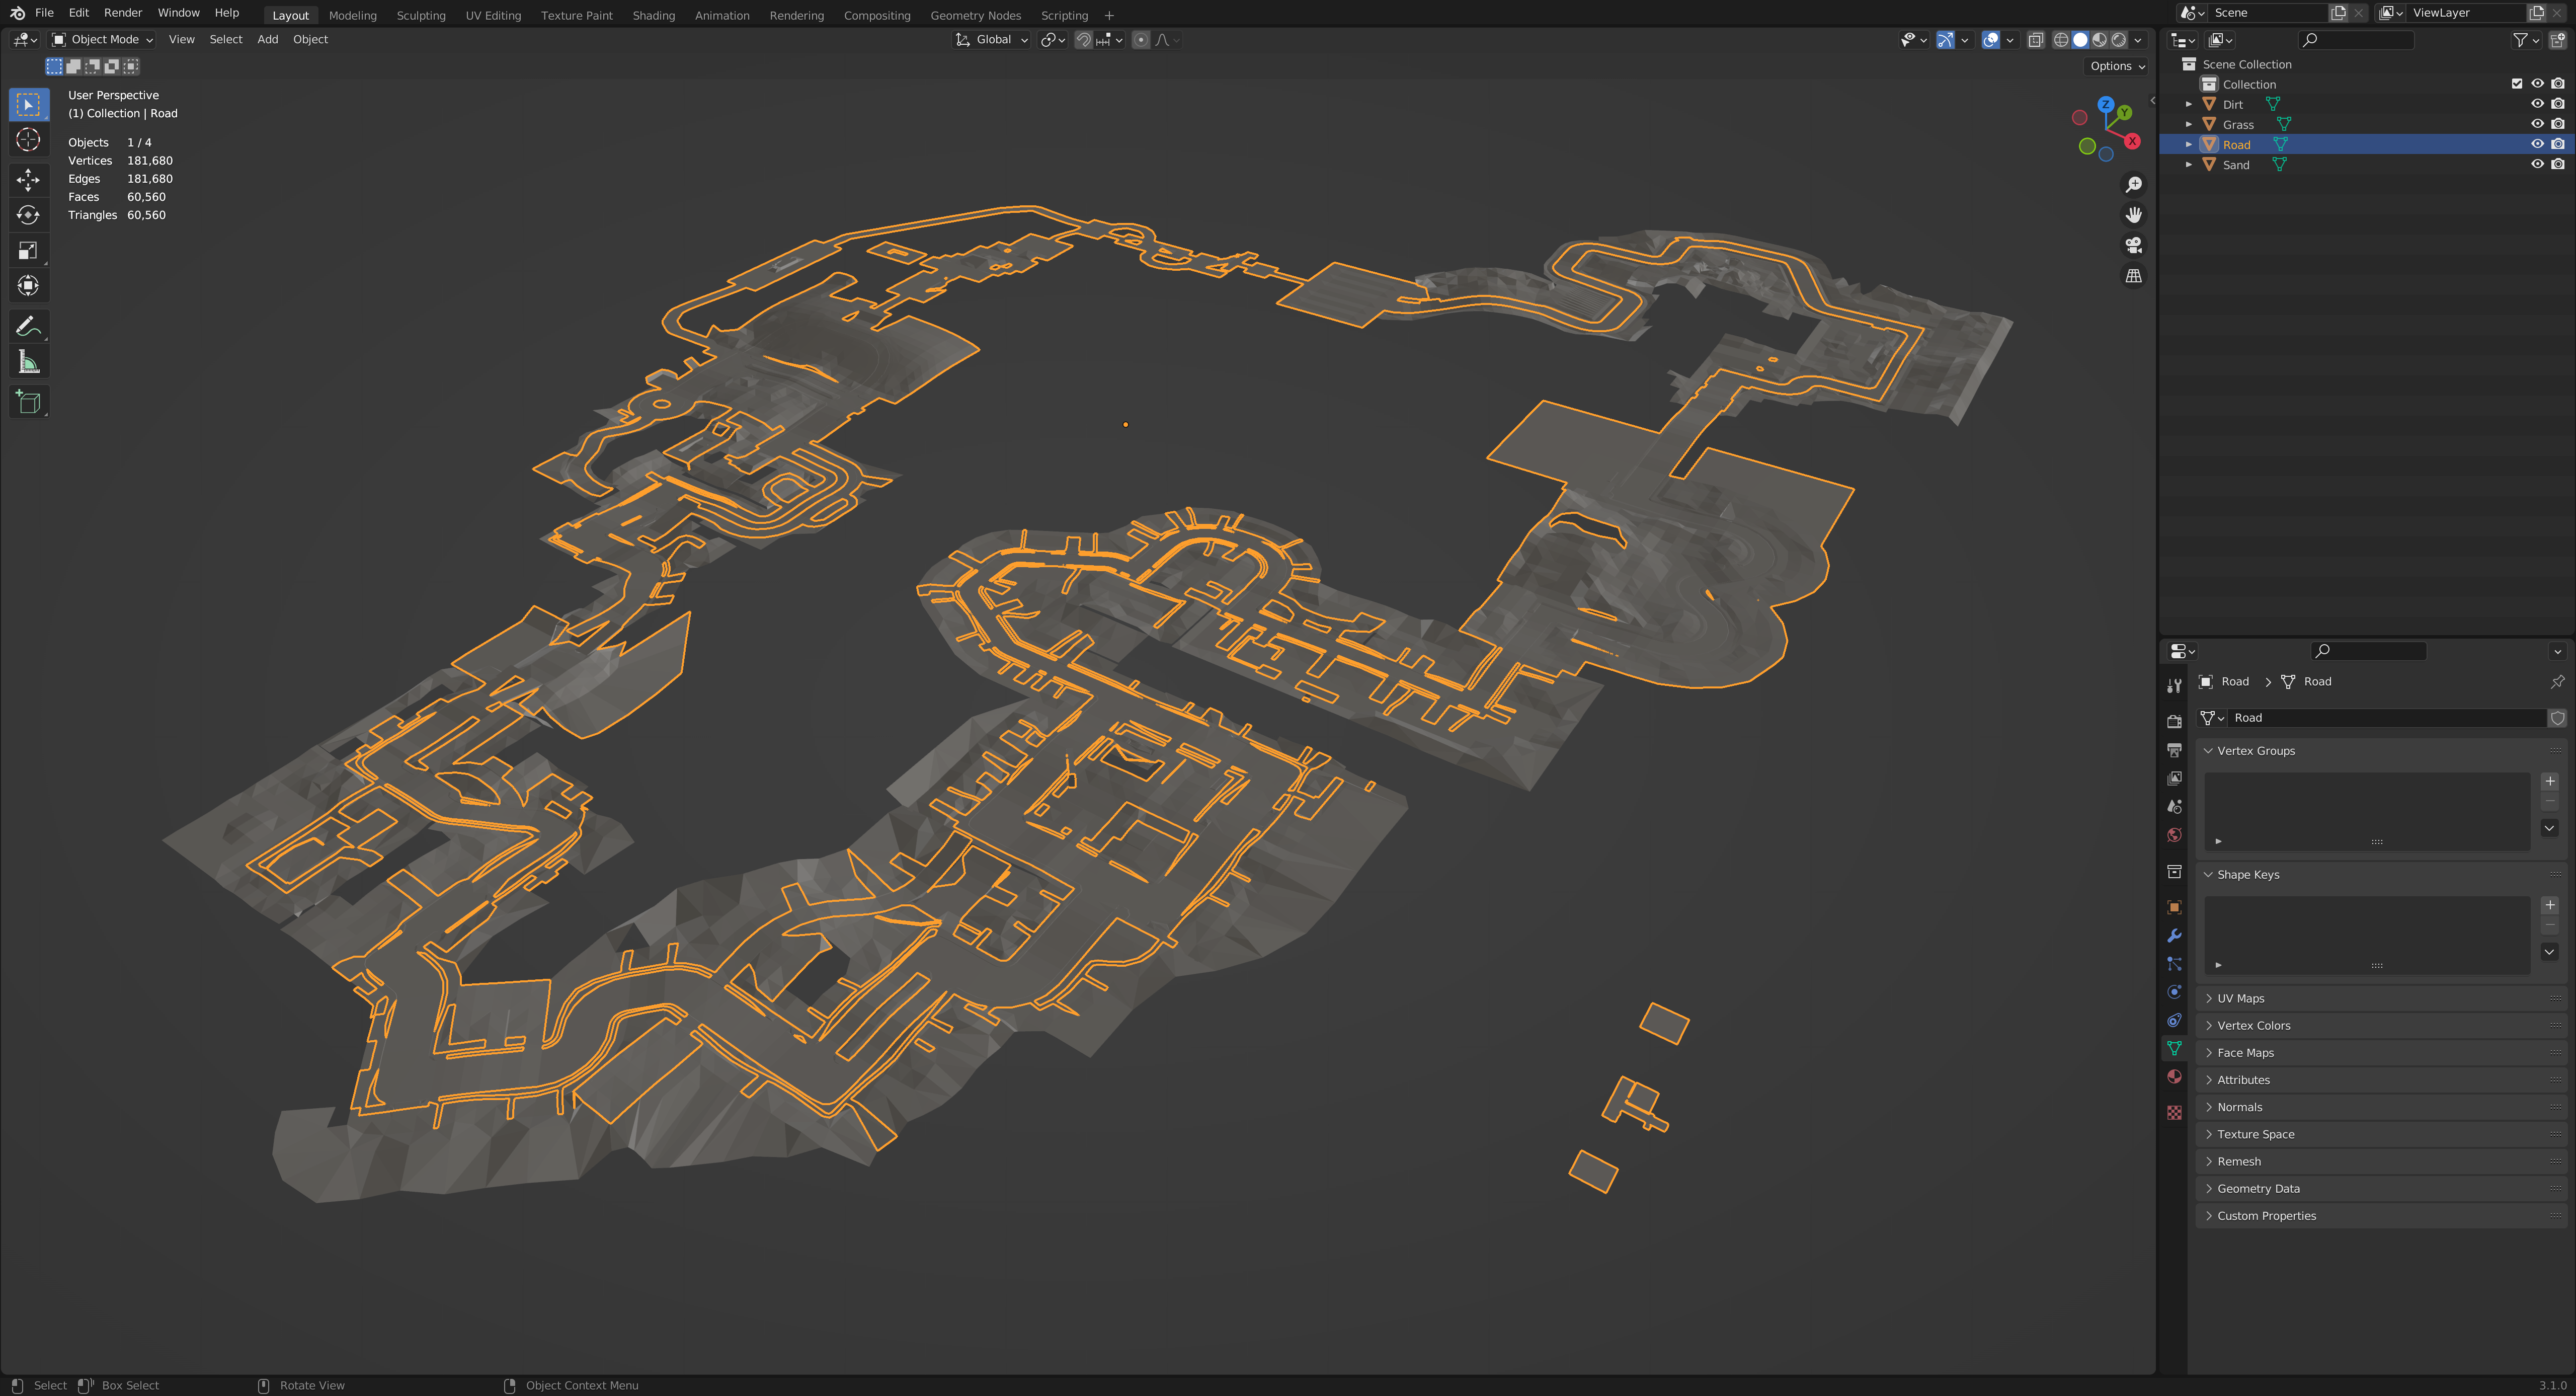 File Edit Render Window Help Layout Modeling Sculpting UV Editing Texture Paint Shading Animation Rendering Compositing Geometry Nodes Scripting + Scene ViewLayer
Object Mode View Select Add Object Global
Options
User Perspective
(1) Collection | Road
Objects 1 / 4
Vertices 181,680
Edges 181,680
Faces 60,560
Triangles 60,560
Z
Y
X
Scene Collection
Collection
Dirt
Grass
Road
Sand
Road > Road
Road
Vertex Groups
Shape Keys
UV Maps
Vertex Colors
Face Maps
Attributes
Normals
Texture Space
Remesh
Geometry Data
Custom Properties
Select Box Select Rotate View Object Context Menu 3.1.0